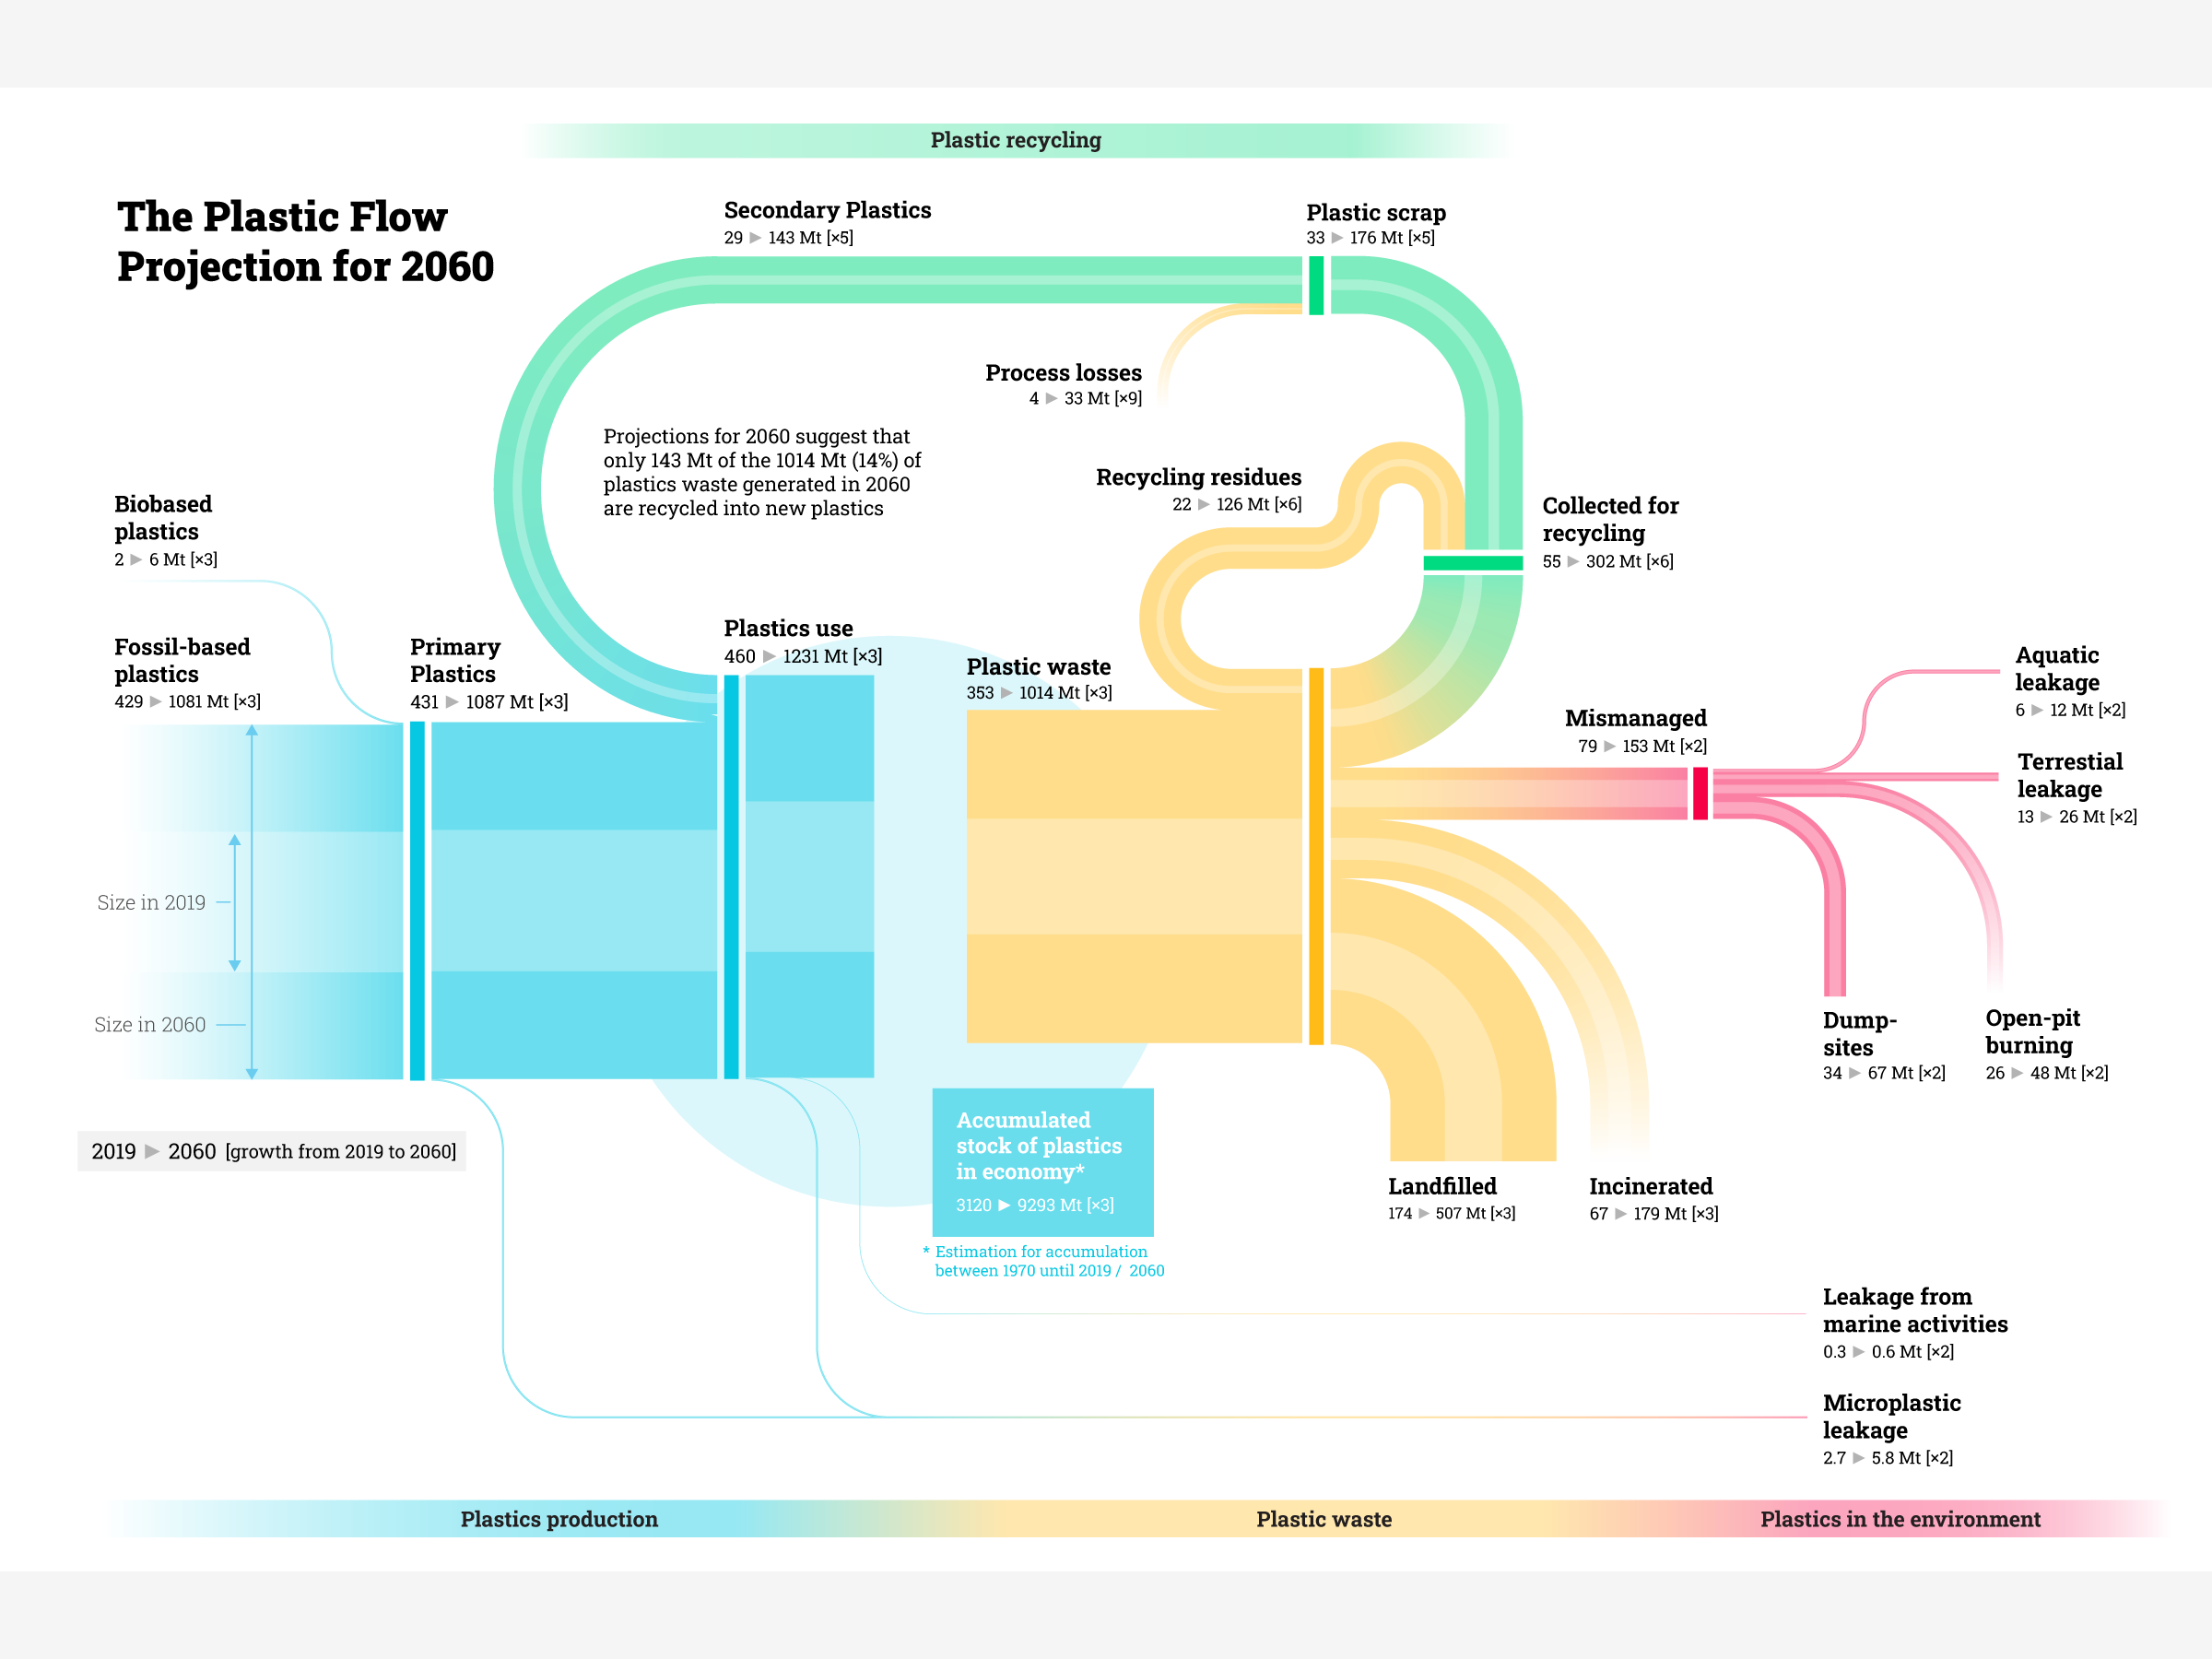 Plastic recycling
The Plastic Flow
Projection for 2060
Secondary Plastics
29 ▶ 143 Mt [×5]
Plastic scrap
33 ▶ 176 Mt [×5]
Process losses
4 ▶ 33 Mt [×9]
Projections for 2060 suggest that
only 143 Mt of the 1014 Mt (14%) of
plastics waste generated in 2060
are recycled into new plastics
Recycling residues
22 ▶ 126 Mt [×6]
Collected for
recycling
55 ▶ 302 Mt [×6]
Biobased
plastics
2 ▶ 6 Mt [×3]
Fossil-based
plastics
429 ▶ 1081 Mt [×3]
Primary
Plastics
431 ▶ 1087 Mt [×3]
Plastics use
460 ▶ 1231 Mt [×3]
Plastic waste
353 ▶ 1014 Mt [×3]
Mismanaged
79 ▶ 153 Mt [×2]
Aquatic
leakage
6 ▶ 12 Mt [×2]
Terrestial
leakage
13 ▶ 26 Mt [×2]
Size in 2019
Size in 2060
Dump-
sites
34 ▶ 67 Mt [×2]
Open-pit
burning
26 ▶ 48 Mt [×2]
2019 ▶ 2060 [growth from 2019 to 2060]
Accumulated
stock of plastics
in economy*
3120 ▶ 9293 Mt [×3]
* Estimation for accumulation
between 1970 until 2019 / 2060
Landfilled
174 ▶ 507 Mt [×3]
Incinerated
67 ▶ 179 Mt [×3]
Leakage from
marine activities
0.3 ▶ 0.6 Mt [×2]
Microplastic
leakage
2.7 ▶ 5.8 Mt [×2]
Plastics production
Plastic waste
Plastics in the environment